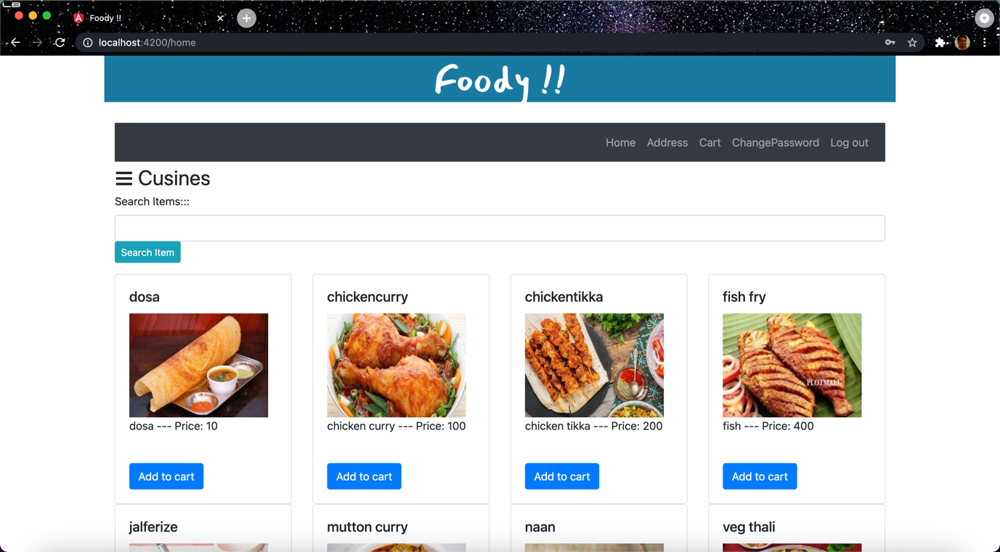 Foody !!
localhost:4200/home
Foody !!
Home Address Cart ChangePassword Log out
Cusines
Search Items:::
Search Item
dosa chickencurry chickentikka fish fry
PLOTMALL
dosa --- Price: 10 chicken curry --- Price: 100 chicken tikka --- Price: 200 fish --- Price: 400
Add to cart Add to cart Add to cart Add to cart
jalferize mutton curry naan veg thali